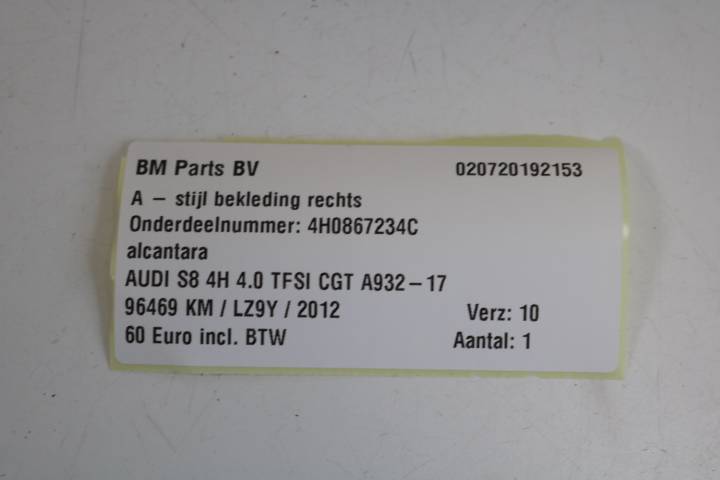 BM Parts BV 020720192153
A – stijl bekleding rechts
Onderdeelnummer: 4H0867234C
alcantara
AUDI S8 4H 4.0 TFSI CGT A932-17
96469 KM / LZ9Y / 2012 Verz: 10
60 Euro incl. BTW Aantal: 1